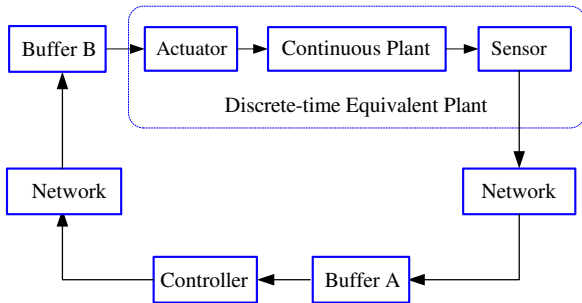 Buffer B
Actuator
Continuous Plant
Sensor
Discrete-time Equivalent Plant
Network
Network
Controller
Buffer A